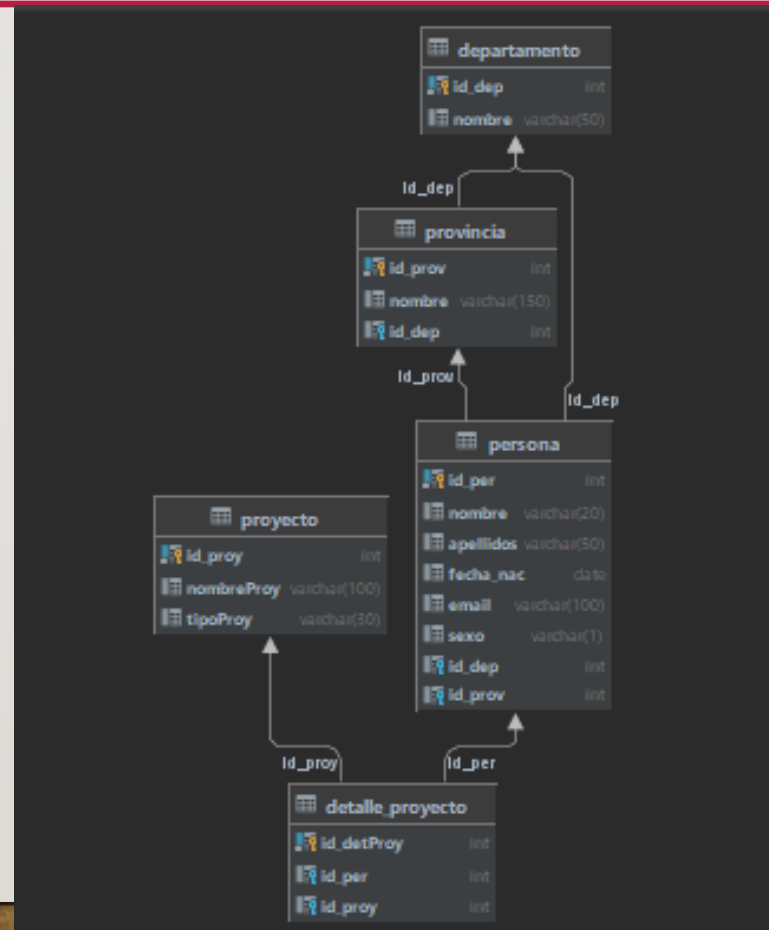 departamento
id_dep int
nombre varchar(50)
Id_dep
provincia
id_prov int
nombre varchar(150)
id_dep int
Id_prov
Id_dep
persona
id_per int
nombre varchar(20)
apellidos varchar(50)
fecha_nac date
email varchar(100)
sexo varchar(1)
id_dep int
id_prov int
proyecto
id_proy int
nombreProy varchar(100)
tipoProy varchar(30)
Id_proy
Id_per
detalle_proyecto
id_detProy int
id_per int
id_proy int